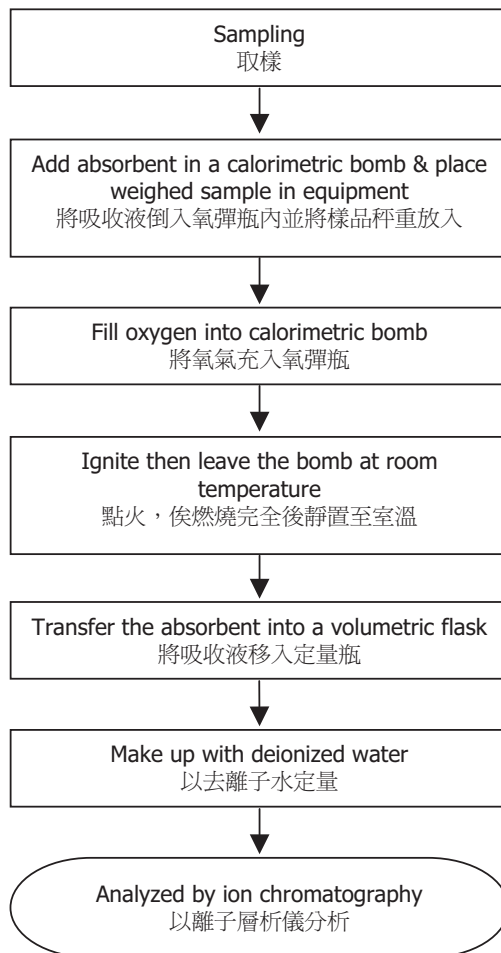 Sampling
取樣
Add absorbent in a calorimetric bomb & place
weighed sample in equipment
將吸收液倒入氧彈瓶內並將樣品秤重放入
Fill oxygen into calorimetric bomb
將氧氣充入氧彈瓶
Ignite then leave the bomb at room
temperature
點火，俟燃燒完全後靜置至室溫
Transfer the absorbent into a volumetric flask
將吸收液移入定量瓶
Make up with deionized water
以去離子水定量
Analyzed by ion chromatography
以離子層析儀分析